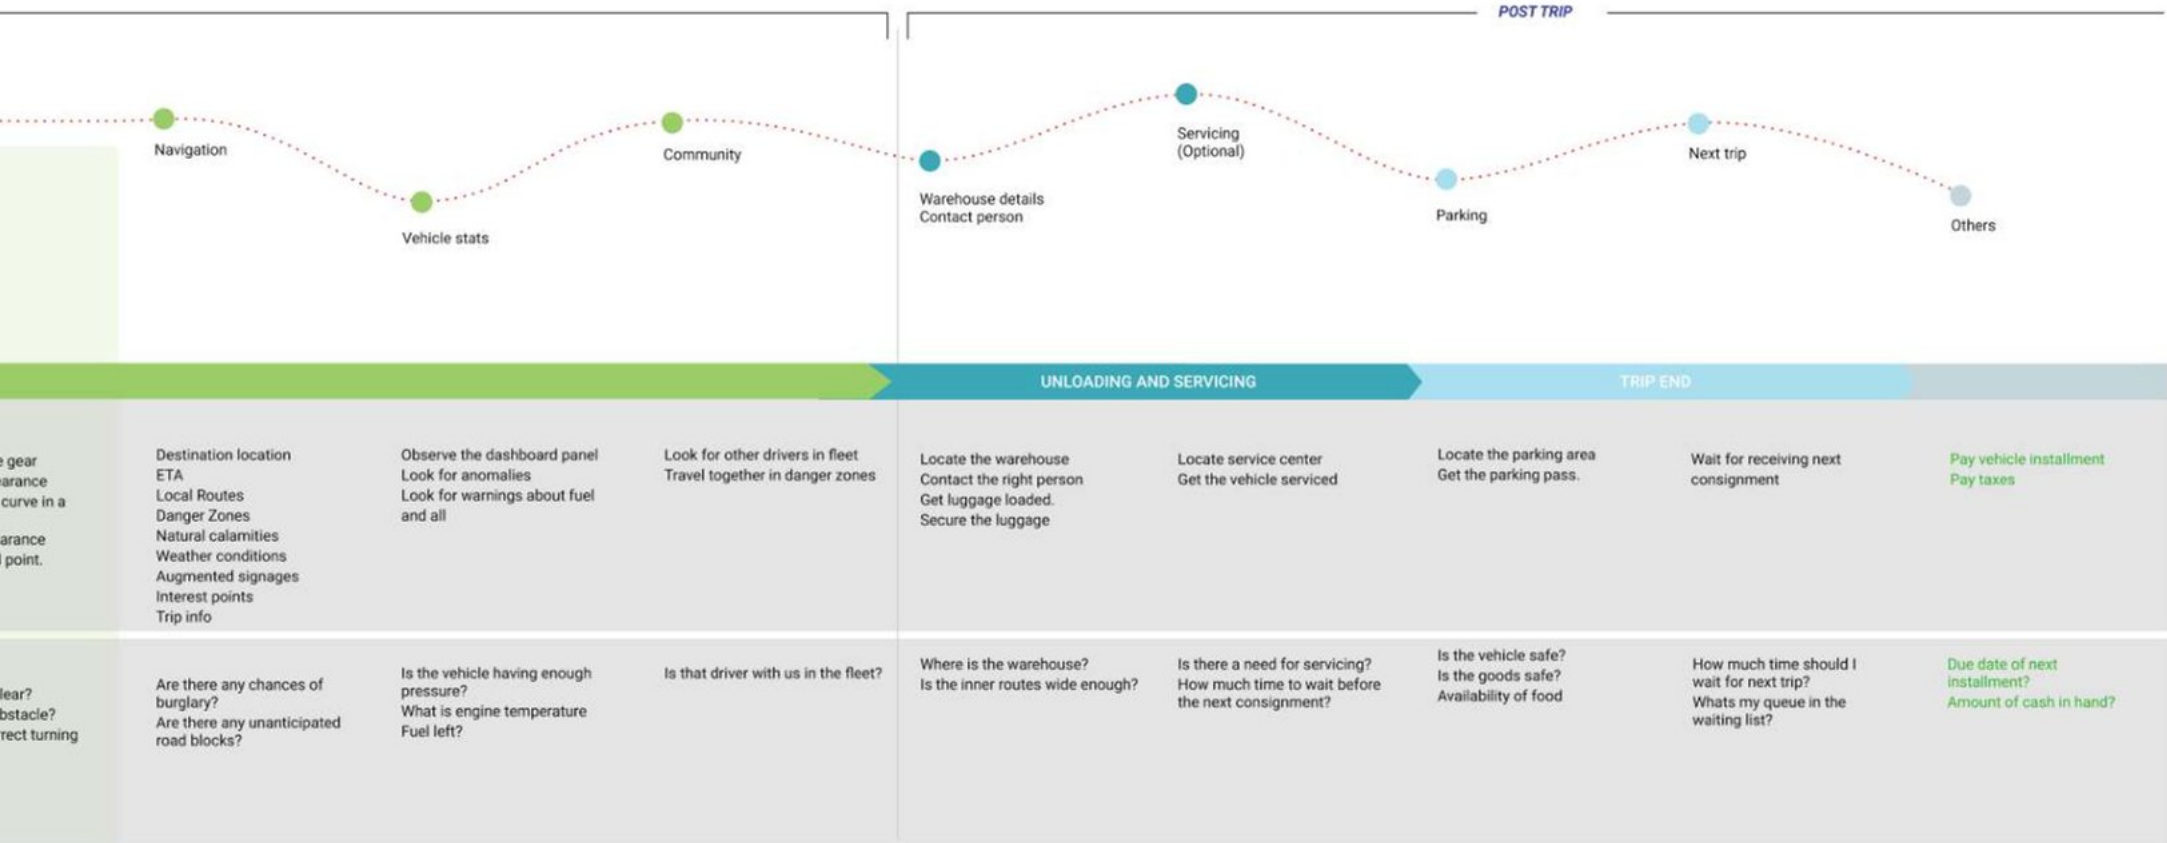 POST TRIP
Navigation
Vehicle stats
Community
Warehouse details
Contact person
Servicing
(Optional)
Parking
Next trip
Others
UNLOADING AND SERVICING
TRIP END
gear
curve in a
point.
Destination location
ETA
Local Routes
Danger Zones
Natural calamities
Weather conditions
Augmented signages
Interest points
Trip info
Observe the dashboard panel
Look for anomalies
Look for warnings about fuel
and all
Look for other drivers in fleet
Travel together in danger zones
Locate the warehouse
Contact the right person
Get luggage loaded.
Secure the luggage
Locate service center
Get the vehicle serviced
Locate the parking area
Get the parking pass.
Wait for receiving next
consignment
Pay vehicle installment
Pay taxes
turning
Are there any chances of
burglary?
Are there any unanticipated
road blocks?
Is the vehicle having enough
pressure?
What is engine temperature
Fuel left?
Is that driver with us in the fleet?
Where is the warehouse?
Is the inner routes wide enough?
Is there a need for servicing?
How much time to wait before
the next consignment?
Is the vehicle safe?
Is the goods safe?
Availability of food
How much time should I
wait for next trip?
Whats my queue in the
waiting list?
Due date of next
installment?
Amount of cash in hand?